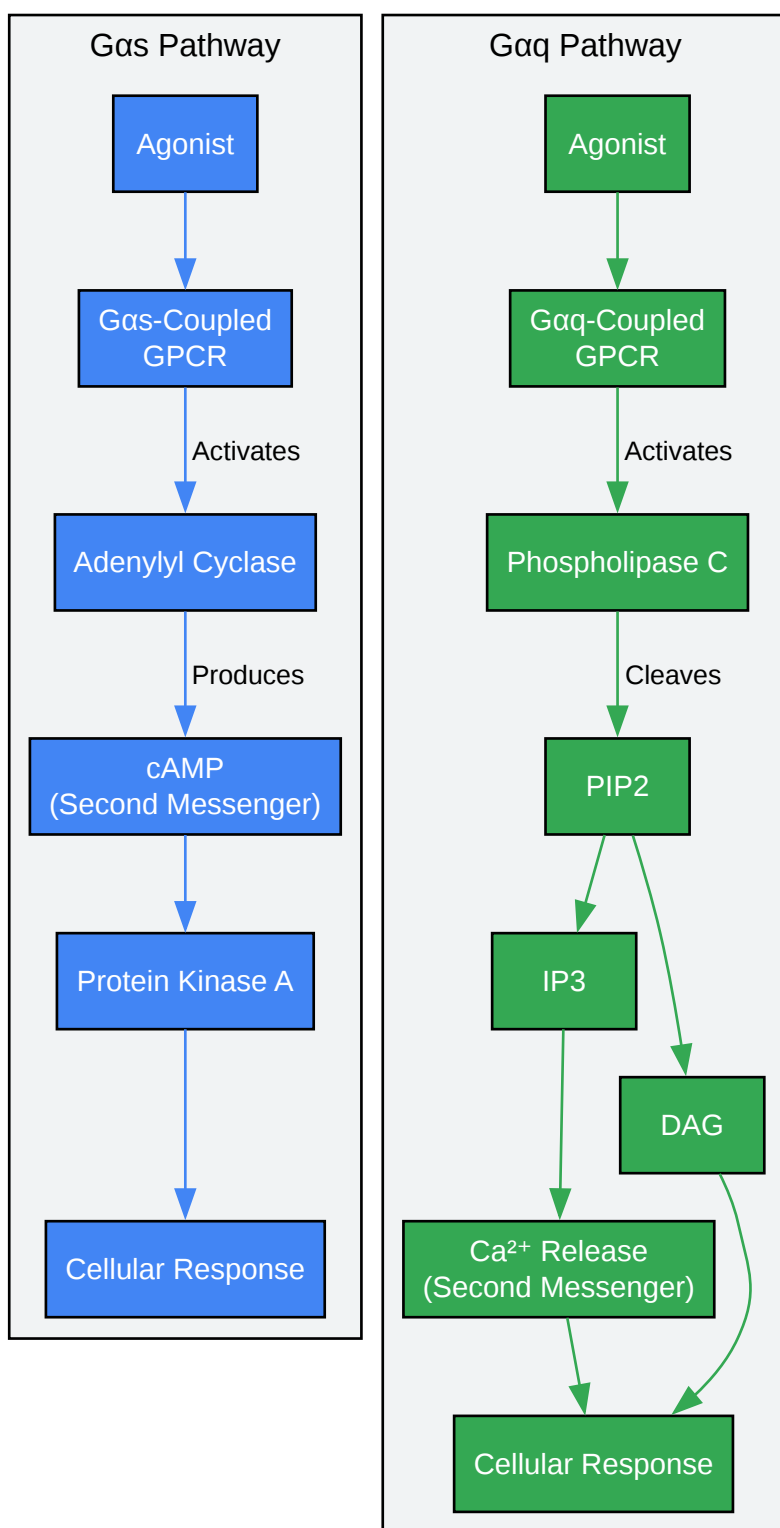 Gαs Pathway
Agonist
Gαs-Coupled
GPCR
Activates
Adenylyl Cyclase
Produces
cAMP
(Second Messenger)
Protein Kinase A
Cellular Response
Gαq Pathway
Agonist
Gαq-Coupled
GPCR
Activates
Phospholipase C
Cleaves
PIP2
IP3
DAG
Ca²⁺ Release
(Second Messenger)
Cellular Response